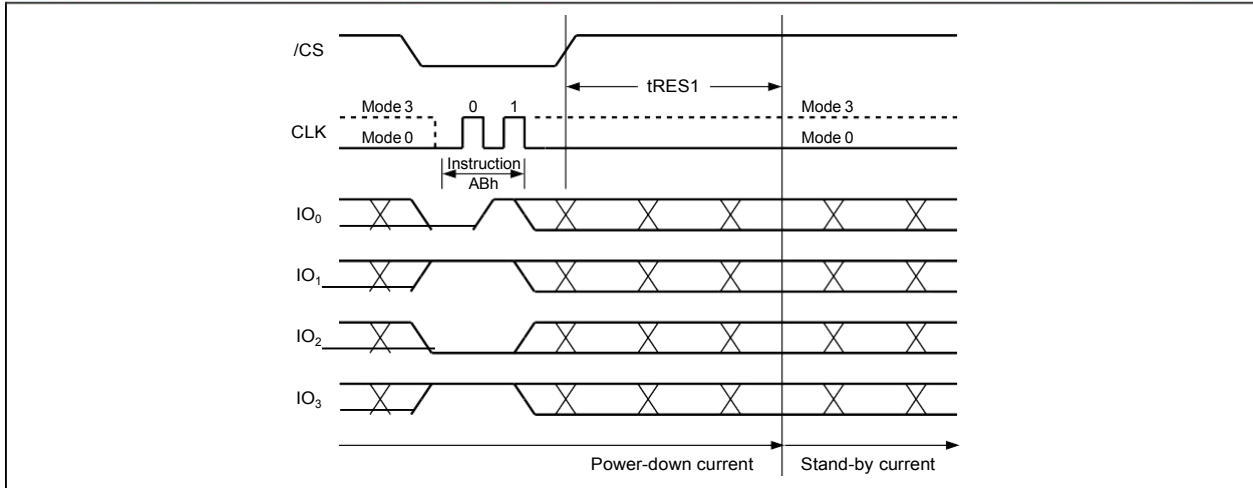 /CS
tRES1
Mode 3 0 1 Mode 3
CLK
Mode 0 Mode 0
Instruction
ABh
IO0
IO1
IO2
IO3
Power-down current Stand-by current